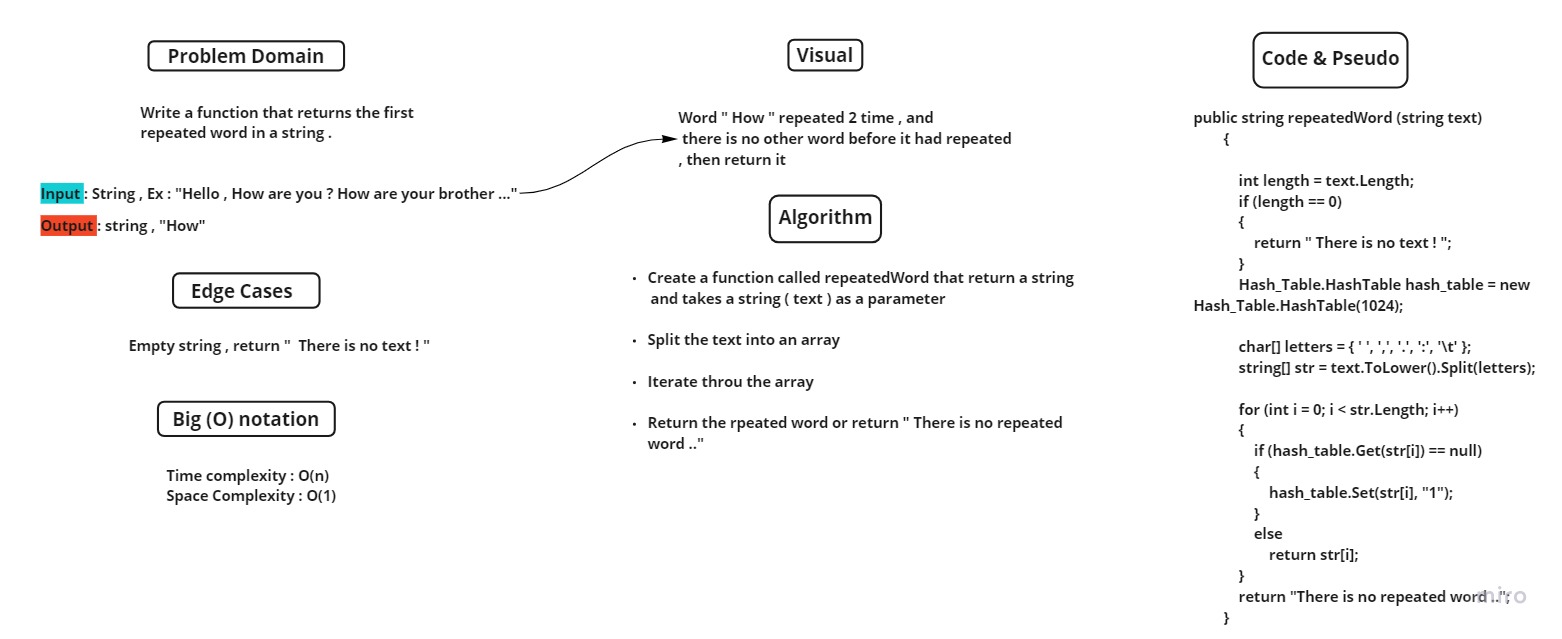 Problem Domain
Write a function that returns the first
repeated word in a string .
Input : String , Ex : "Hello , How are you ? How are your brother ..."
Output : string , "How"
Edge Cases
Empty string , return "  There is no text ! "
Big (O) notation
Time complexity : O(n)
Space Complexity : O(1)
Visual
Word " How " repeated 2 time , and
there is no other word before it had repeated
, then return it
Algorithm
• Create a function called repeatedWord that return a string
and takes a string ( text ) as a parameter
• Split the text into an array
• Iterate throu the array
• Return the rpeated word or return " There is no repeated
word .."
Code & Pseudo
public string repeatedWord (string text)
{
int length = text.Length;
if (length == 0)
{
return " There is no text ! ";
}
Hash_Table.HashTable hash_table = new
Hash_Table.HashTable(1024);
char[] letters = { ' ', ',', '.', ':', '\t' };
string[] str = text.ToLower().Split(letters);
for (int i = 0; i < str.Length; i++)
{
if (hash_table.Get(str[i]) == null)
{
hash_table.Set(str[i], "1");
}
else
return str[i];
}
return "There is no repeated word ..";
}
miro